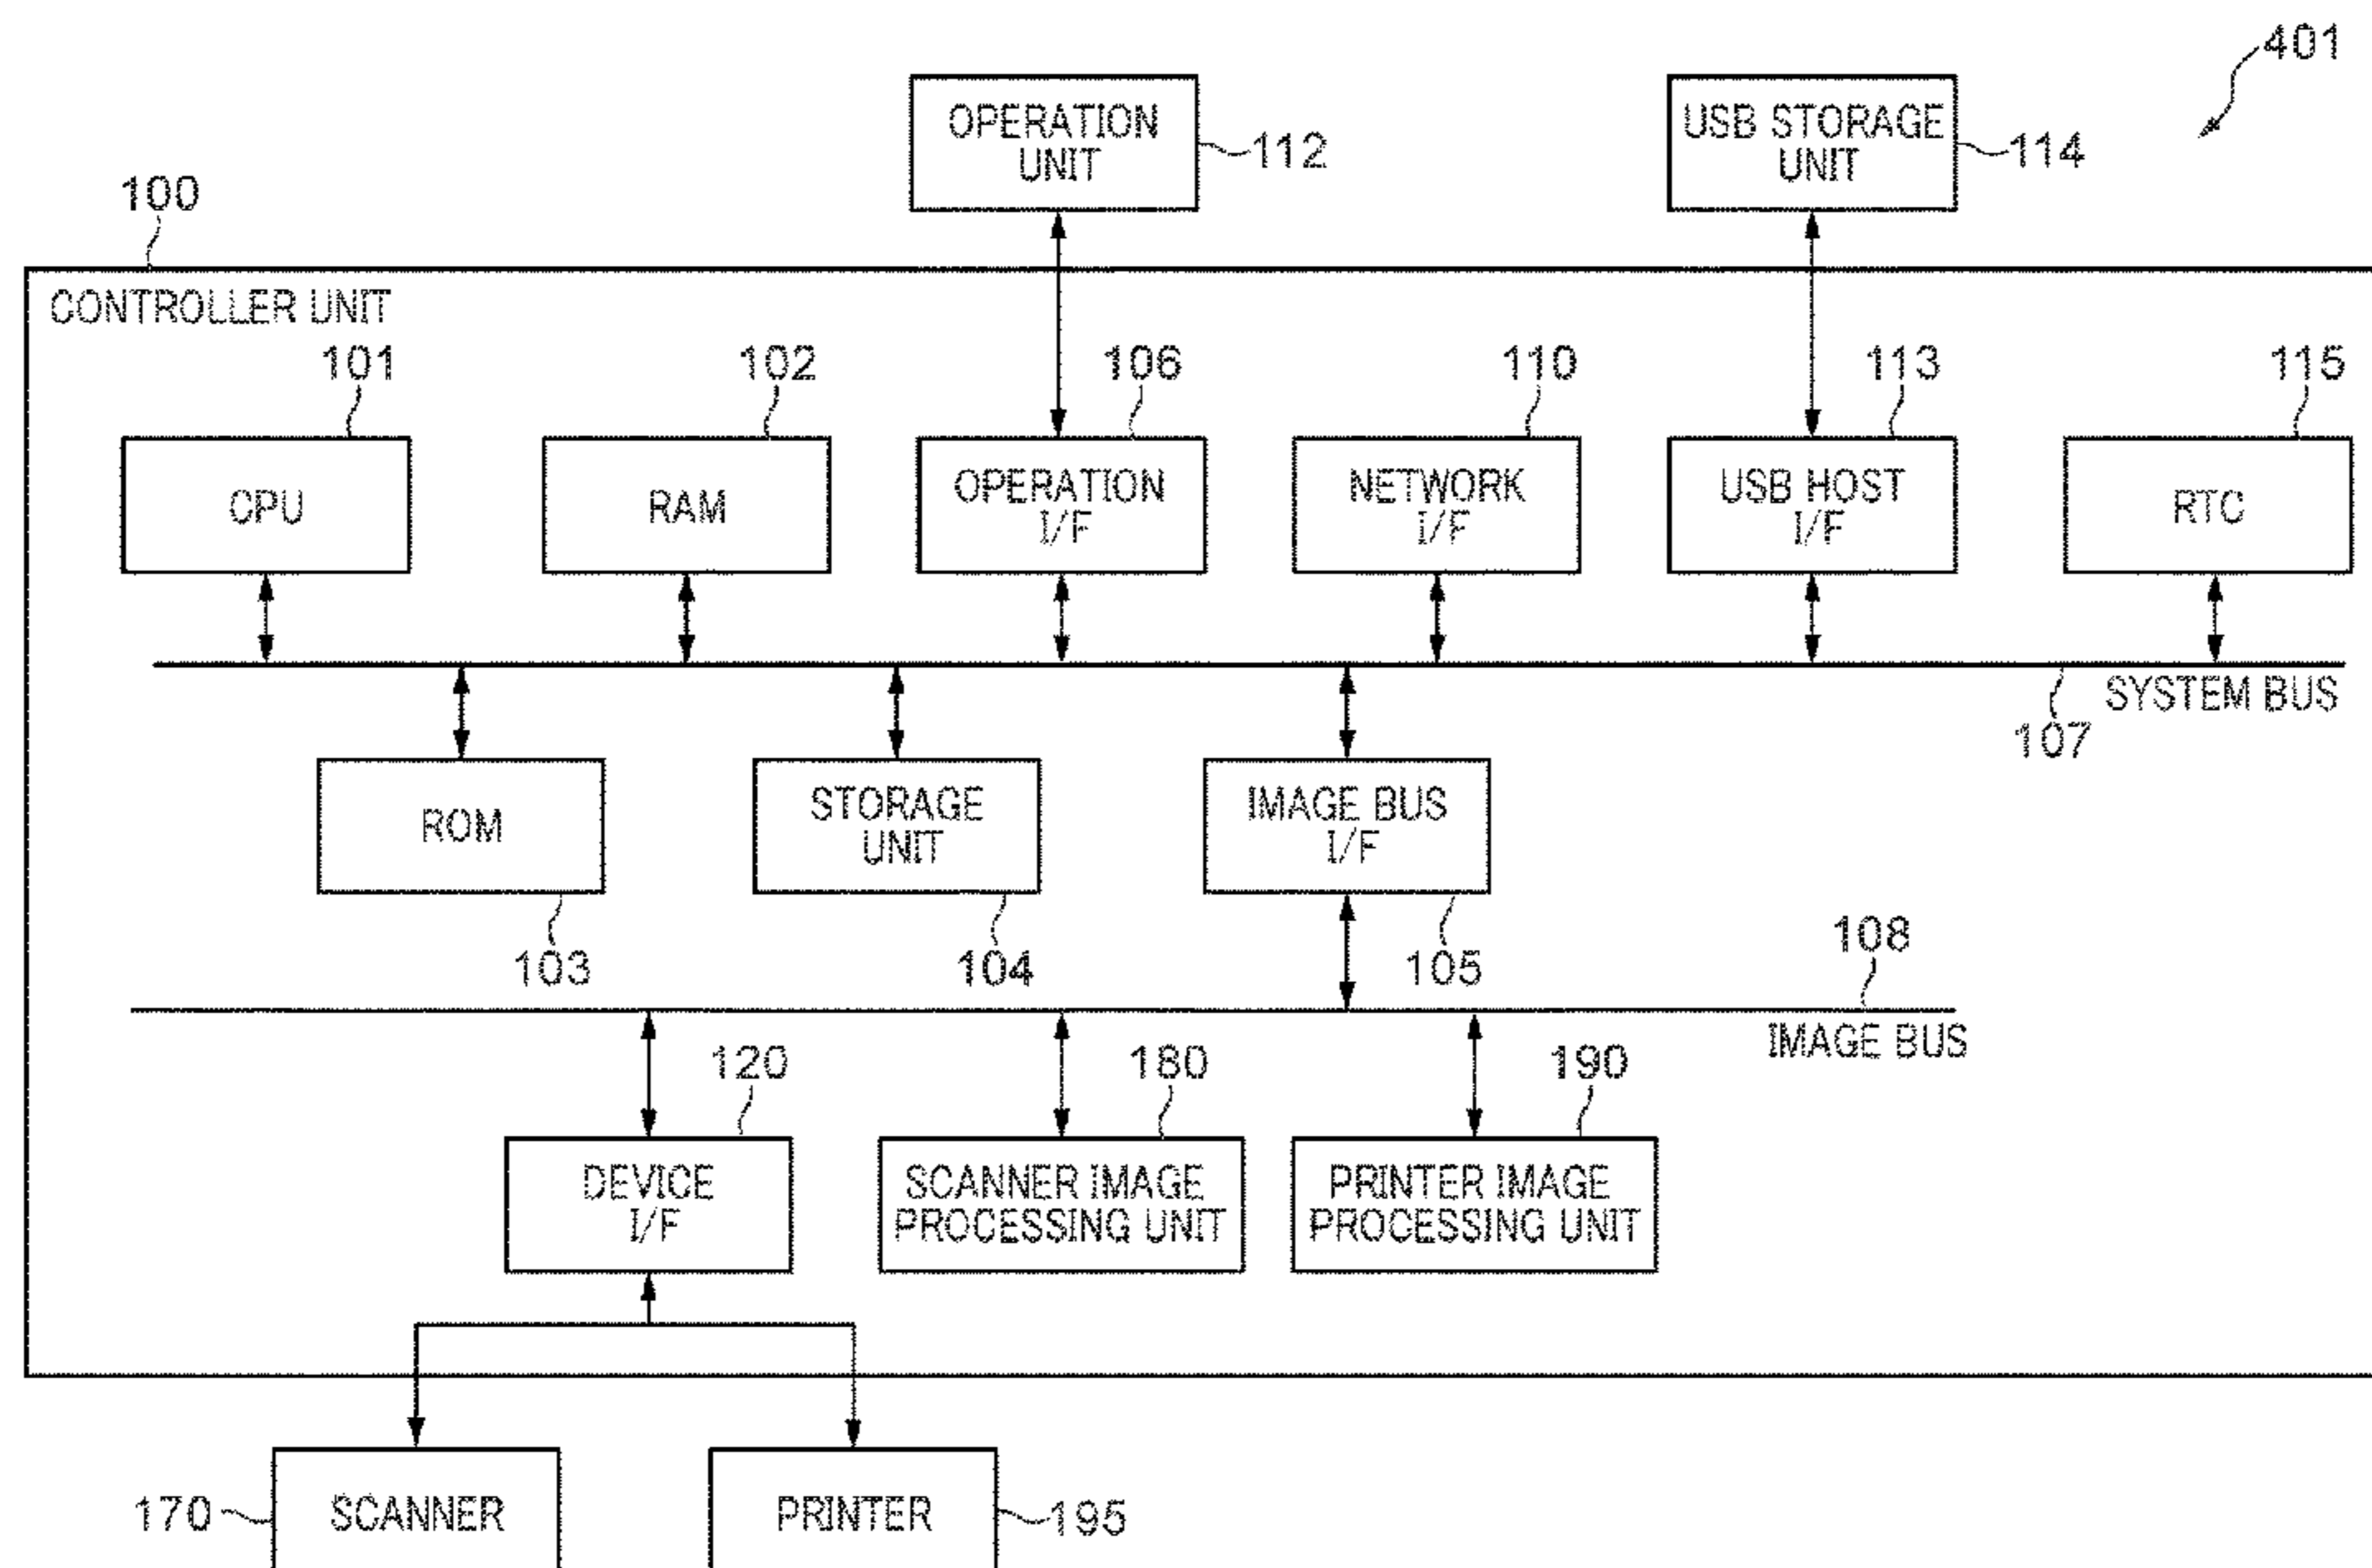 401
OPERATION
UNIT
112
USB STORAGE
UNIT
114
100
CONTROLLER UNIT
101
102
106
110
113
115
CPU
RAM
OPERATION
I/F
NETWORK
I/F
USB HOST
I/F
RTC
SYSTEM BUS
107
ROM
STORAGE
UNIT
IMAGE BUS
I/F
103
104
105
108
IMAGE BUS
120
180
190
DEVICE
I/F
SCANNER IMAGE
PROCESSING UNIT
PRINTER IMAGE
PROCESSING UNIT
170
SCANNER
PRINTER
195